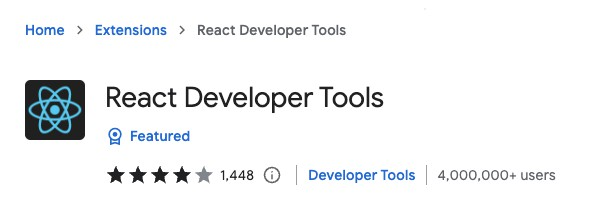 Home > Extensions > React Developer Tools
React Developer Tools
Featured
1,448 | Developer Tools | 4,000,000+ users